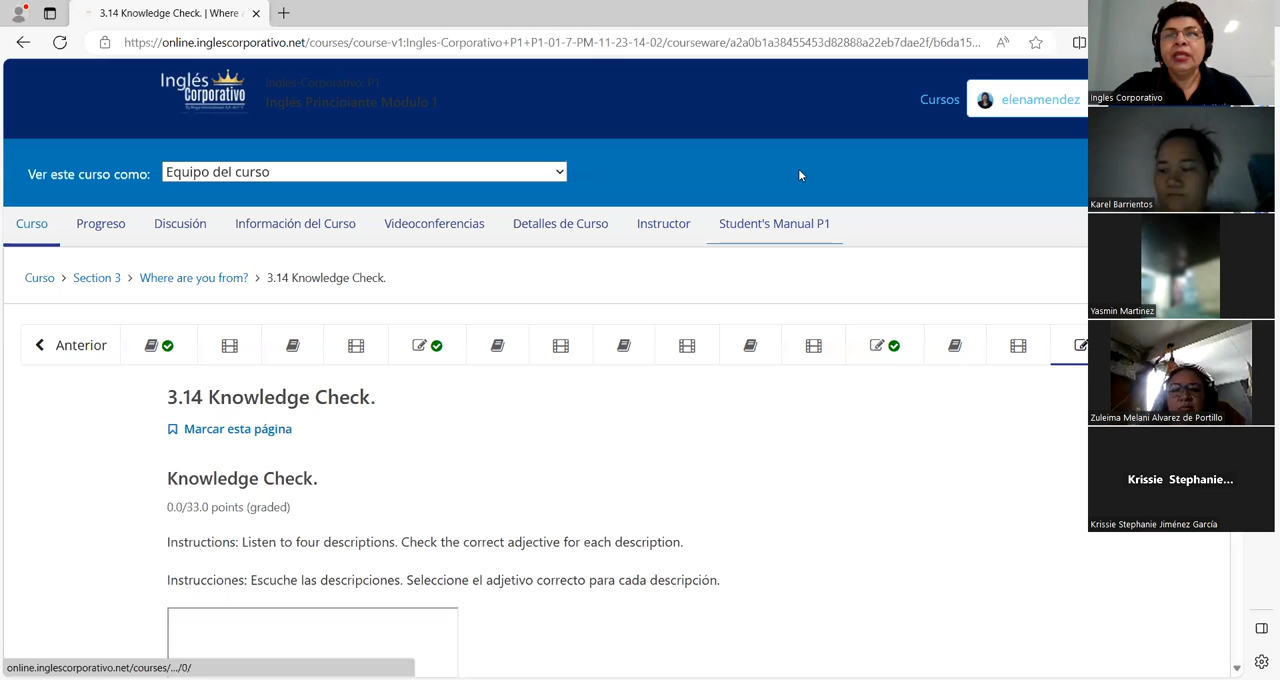 3.14 Knowledge Check. | Where
https://online.inglescorporativo.net/courses/course-v1:Ingles-Corporativo+P1+P1-01-7-PM-11-23-14-02/courseware/a2a0b1a38455453d82888a22eb7dae2f/b6da15...
Inglés Corporativo
Ingles-Corporativo: P1
Inglés Principiante Módulo 1
Cursos
elenamendez
Ver este curso como:
Equipo del curso
Curso
Progreso
Discusión
Información del Curso
Videoconferencias
Detalles de Curso
Instructor
Student's Manual P1
Curso > Section 3 > Where are you from? > 3.14 Knowledge Check.
Anterior
3.14 Knowledge Check.
Marcar esta página
Knowledge Check.
0.0/33.0 points (graded)
Instructions: Listen to four descriptions. Check the correct adjective for each description.
Instrucciones: Escuche las descripciones. Seleccione el adjetivo correcto para cada descripción.
online.inglescorporativo.net/courses/.../0/
Ingles Corporativo
Karel Barrientos
Yasmin Martinez
Zuleima Melani Alvarez de Portillo
Krissie Stephanie...
Krissie Stephanie Jiménez García